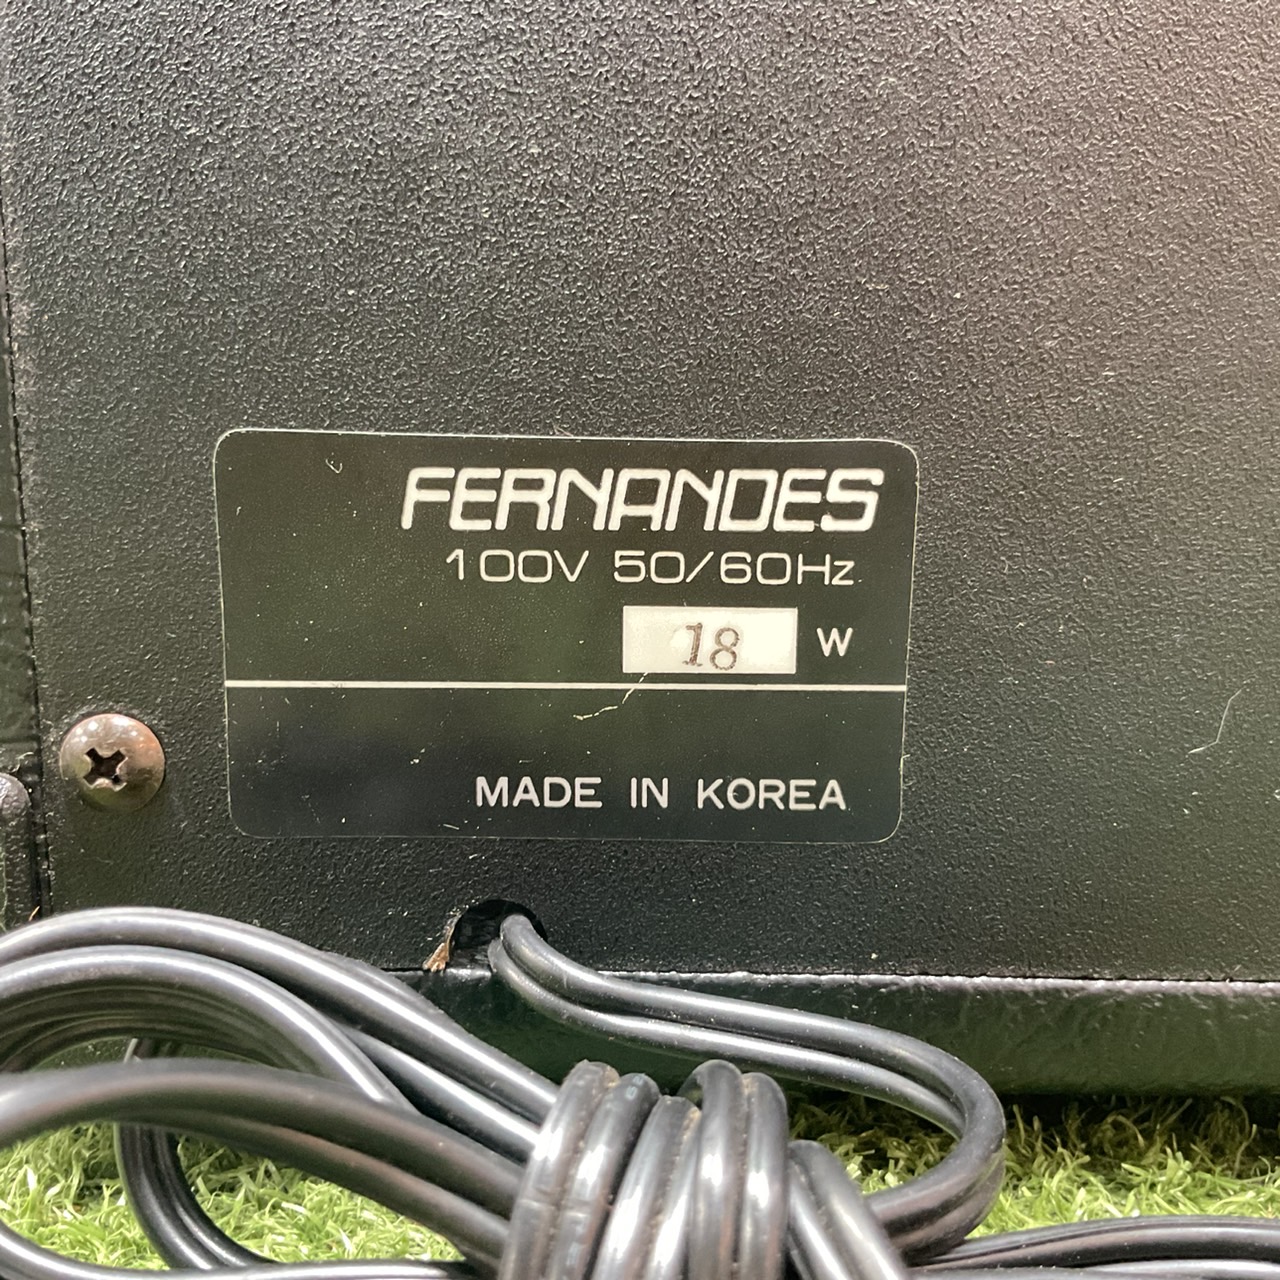 FERNANDES
100V 50/60Hz
18 W
MADE IN KOREA